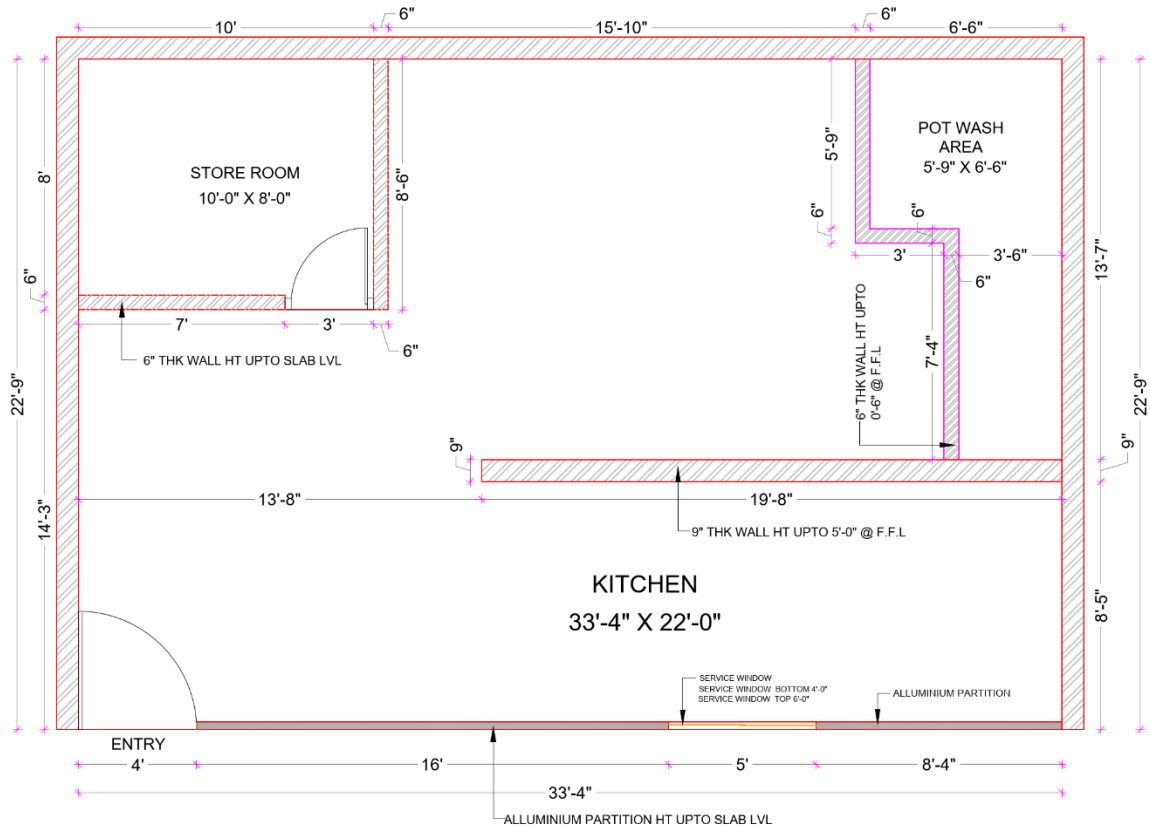 6" 6"
10' 15'-10" 6'-6"
STORE ROOM
10'-0" X 8'-0"
POT WASH
AREA
5'-9" X 6'-6"
8'
8'-6"
5'-9"
6"
6"
3' 3'-6"
6"
13'-7"
6"
7' 3'
6"
6" THK WALL HT UPTO SLAB LVL
6" THK WALL HT UPTO
0'-6" @ F.F.L
7'-4"
22'-9"
22'-9"
9"
9"
13'-8" 19'-8"
14'-3"
9" THK WALL HT UPTO 5'-0" @ F.F.L
KITCHEN
33'-4" X 22'-0"
8'-5"
SERVICE WINDOW
SERVICE WINDOW BOTTOM 4'-0"
SERVICE WINDOW TOP 6'-0"
ALLUMINIUM PARTITION
ENTRY
4' 16' 5' 8'-4"
33'-4"
ALLUMINIUM PARTITION HT UPTO SLAB LVL